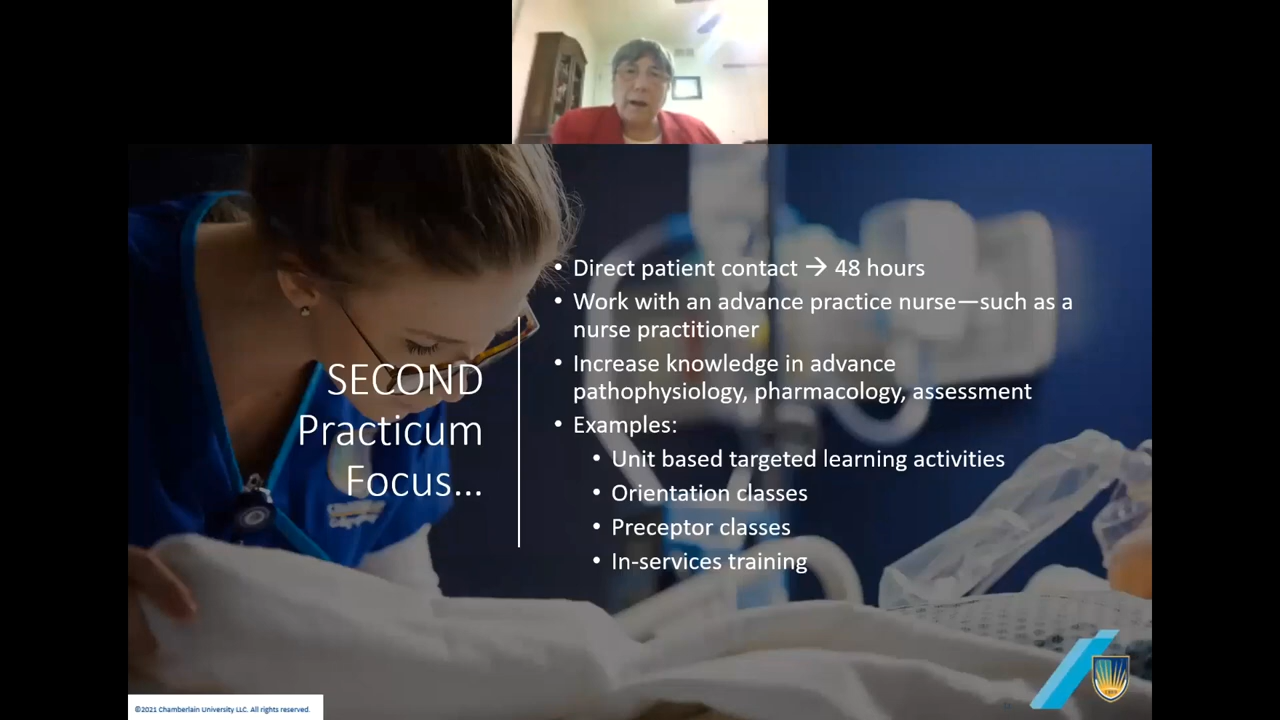 SECOND
Practicum
Focus...
• Direct patient contact → 48 hours
• Work with an advance practice nurse—such as a
nurse practitioner
• Increase knowledge in advance
pathophysiology, pharmacology, assessment
• Examples:
• Unit based targeted learning activities
• Orientation classes
• Preceptor classes
• In-services training
©2021 Chamberlain University LLC. All rights reserved.